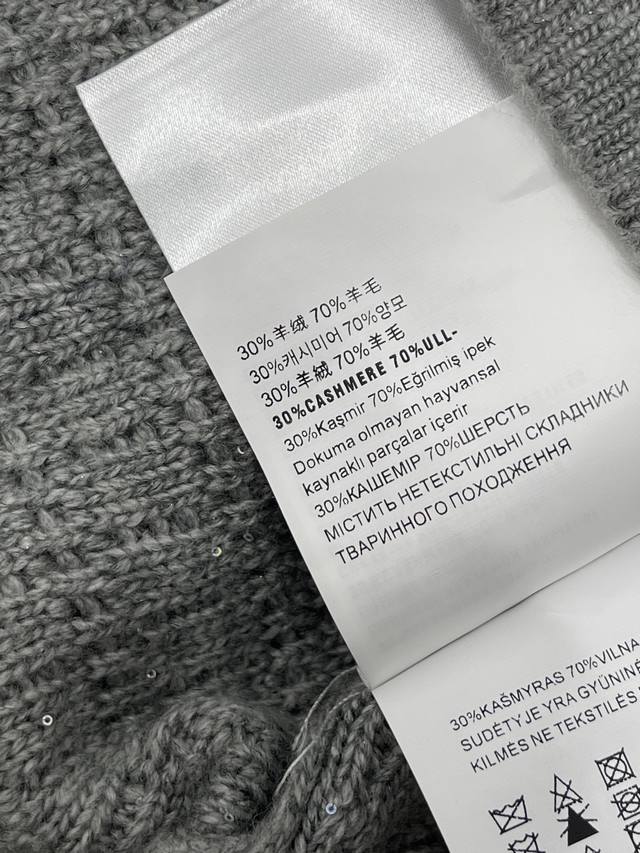 30%羊绒 70%羊毛
30%캐시미어 70%양모
30%羊絨 70%羊毛
30%CASHMERE 70%ULL-
30%Kaşmir 70%Eğrilmiş ipek
Dokuma olmayan hayvansal
kaynaklı parçalar içerir
30%КАШЕМІР 70%ШЕРСТЬ
МІСТИТЬ НЕТЕКСТИЛЬНІ СКЛАДНИКИ
ТВАРИННОГО ПОХОДЖЕННЯ
30%KAŠMYRAS 70%VILNA
SUDĖTYJE YRA GYŪNINĖ
KILMĖS NE TEKSTILĖS